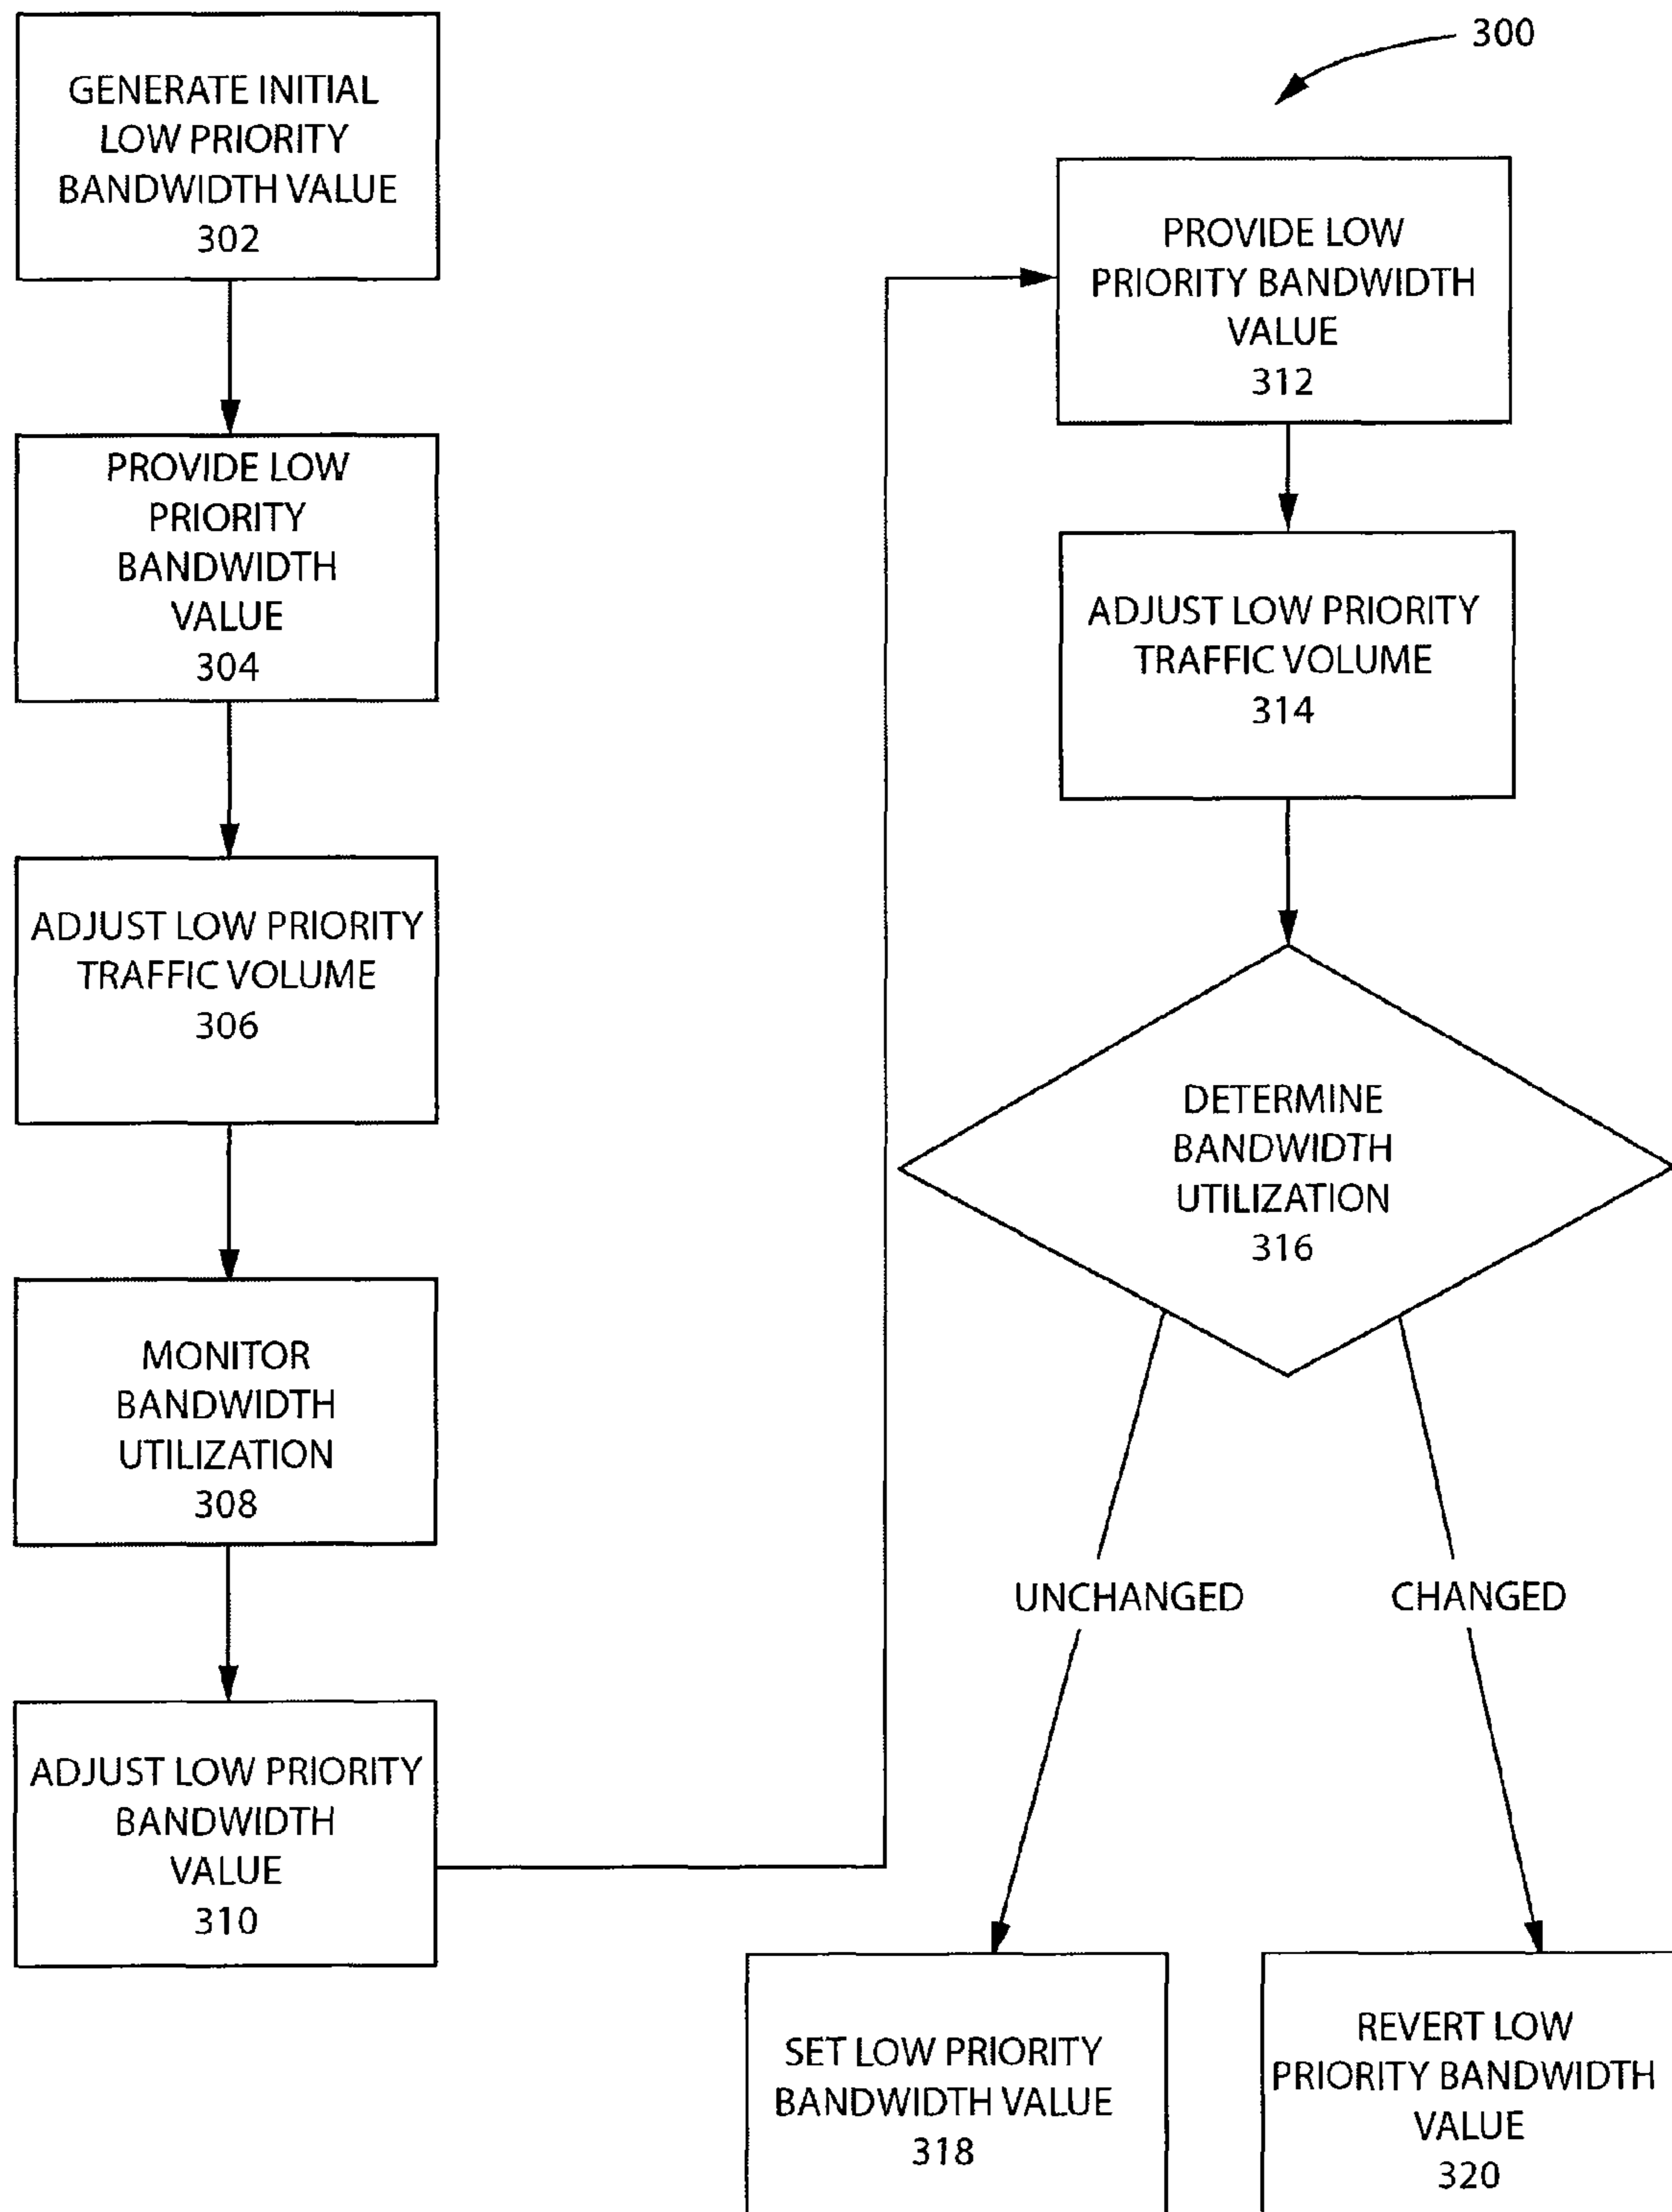 GENERATE INITIAL
LOW PRIORITY
BANDWIDTH VALUE
302
PROVIDE LOW
PRIORITY
BANDWIDTH
VALUE
304
ADJUST LOW PRIORITY
TRAFFIC VOLUME
306
MONITOR
BANDWIDTH
UTILIZATION
308
ADJUST LOW PRIORITY
BANDWIDTH
VALUE
310
300
PROVIDE LOW
PRIORITY BANDWIDTH
VALUE
312
ADJUST LOW PRIORITY
TRAFFIC VOLUME
314
DETERMINE
BANDWIDTH
UTILIZATION
316
UNCHANGED
CHANGED
SET LOW PRIORITY
BANDWIDTH VALUE
318
REVERT LOW
PRIORITY BANDWIDTH
VALUE
320